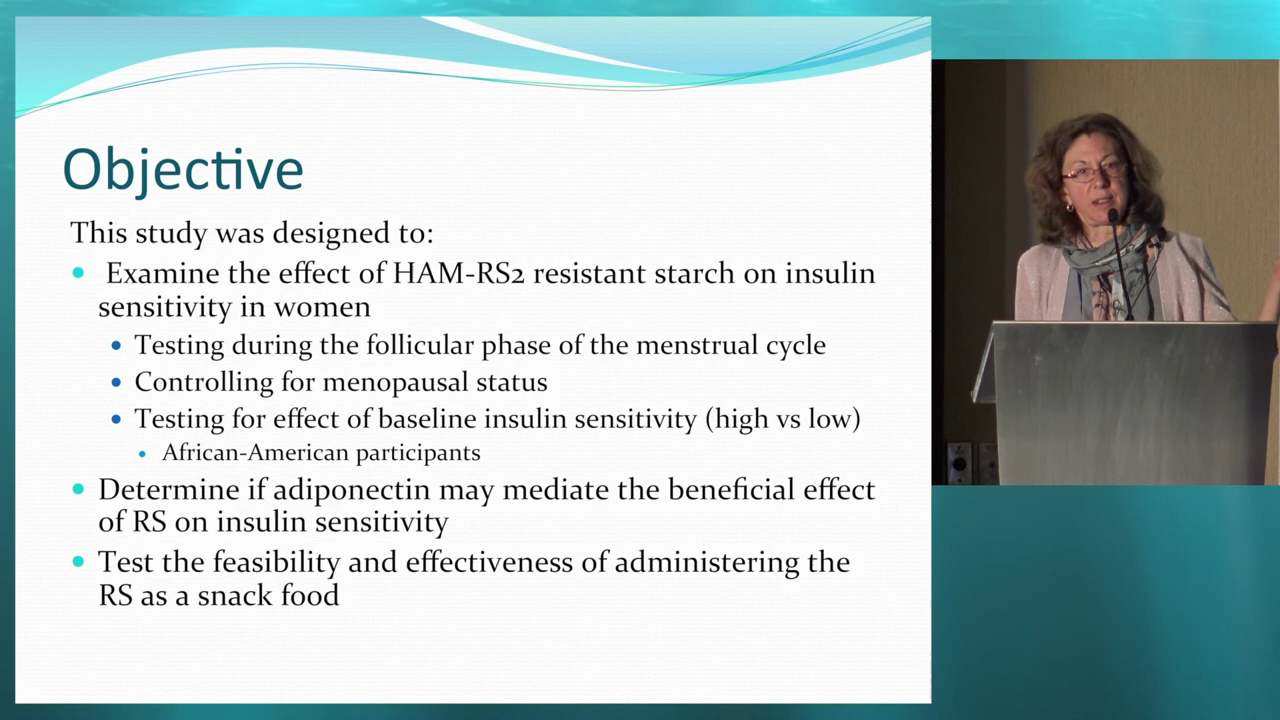 Objective
This study was designed to:
Examine the effect of HAM-RS2 resistant starch on insulin
sensitivity in women
Testing during the follicular phase of the menstrual cycle
Controlling for menopausal status
Testing for effect of baseline insulin sensitivity (high vs low)
African-American participants
Determine if adiponectin may mediate the beneficial effect
of RS on insulin sensitivity
Test the feasibility and effectiveness of administering the
RS as a snack food